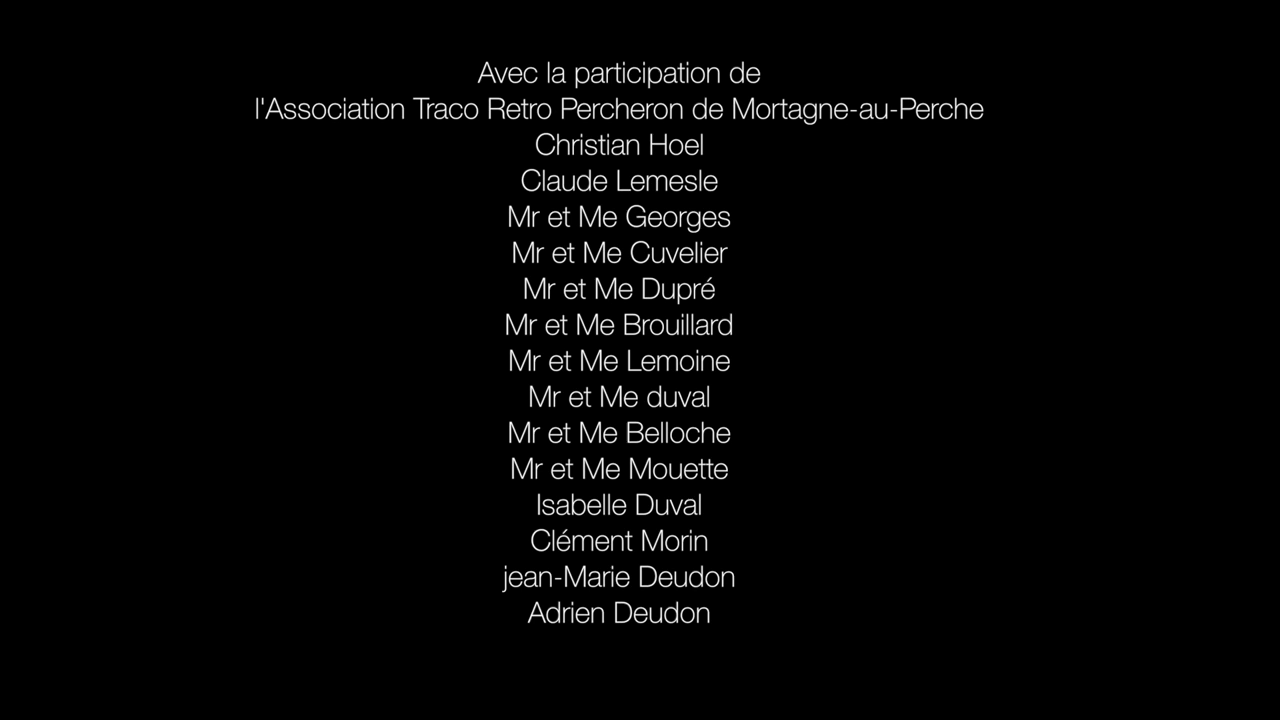 Avec la participation de
l'Association Traco Retro Percheron de Mortagne-au-Perche
Christian Hoel
Claude Lemesle
Mr et Me Georges
Mr et Me Cuvelier
Mr et Me Dupré
Mr et Me Brouillard
Mr et Me Lemoine
Mr et Me duval
Mr et Me Belloche
Mr et Me Mouette
Isabelle Duval
Clément Morin
jean-Marie Deudon
Adrien Deudon